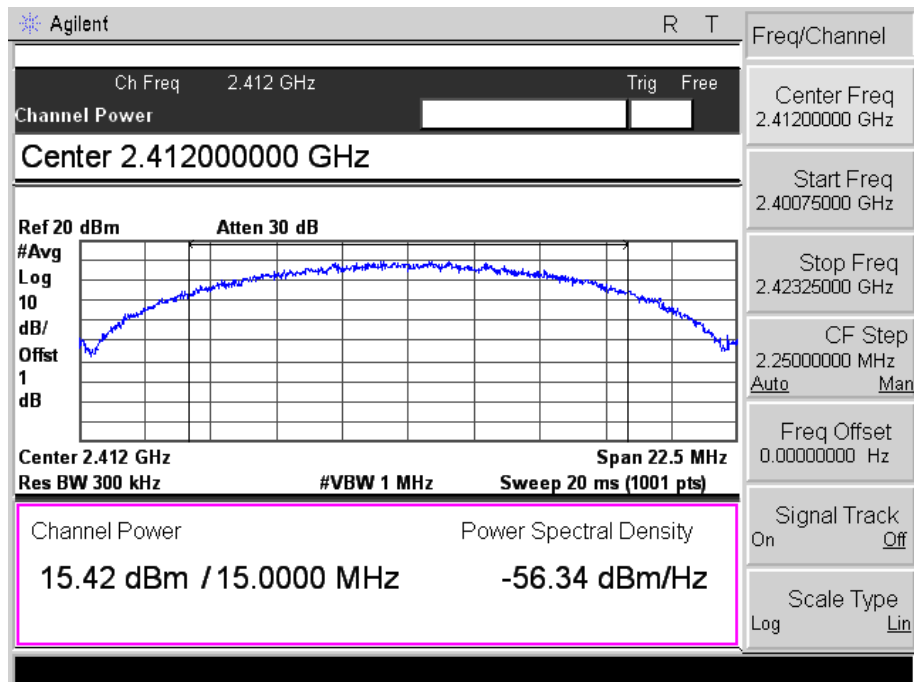 Agilent R T
Ch Freq 2.412 GHz Trig Free
Channel Power
Center 2.412000000 GHz
Ref 20 dBm Atten 30 dB
#Avg
Log
10
dB/
Offst
1
dB
Center 2.412 GHz Span 22.5 MHz
Res BW 300 kHz #VBW 1 MHz Sweep 20 ms (1001 pts)
Channel Power Power Spectral Density
15.42 dBm / 15.0000 MHz -56.34 dBm/Hz
Freq/Channel
Center Freq
2.41200000 GHz
Start Freq
2.40075000 GHz
Stop Freq
2.42325000 GHz
CF Step
2.25000000 MHz
Auto Man
Freq Offset
0.00000000 Hz
Signal Track
On Off
Scale Type
Log Lin